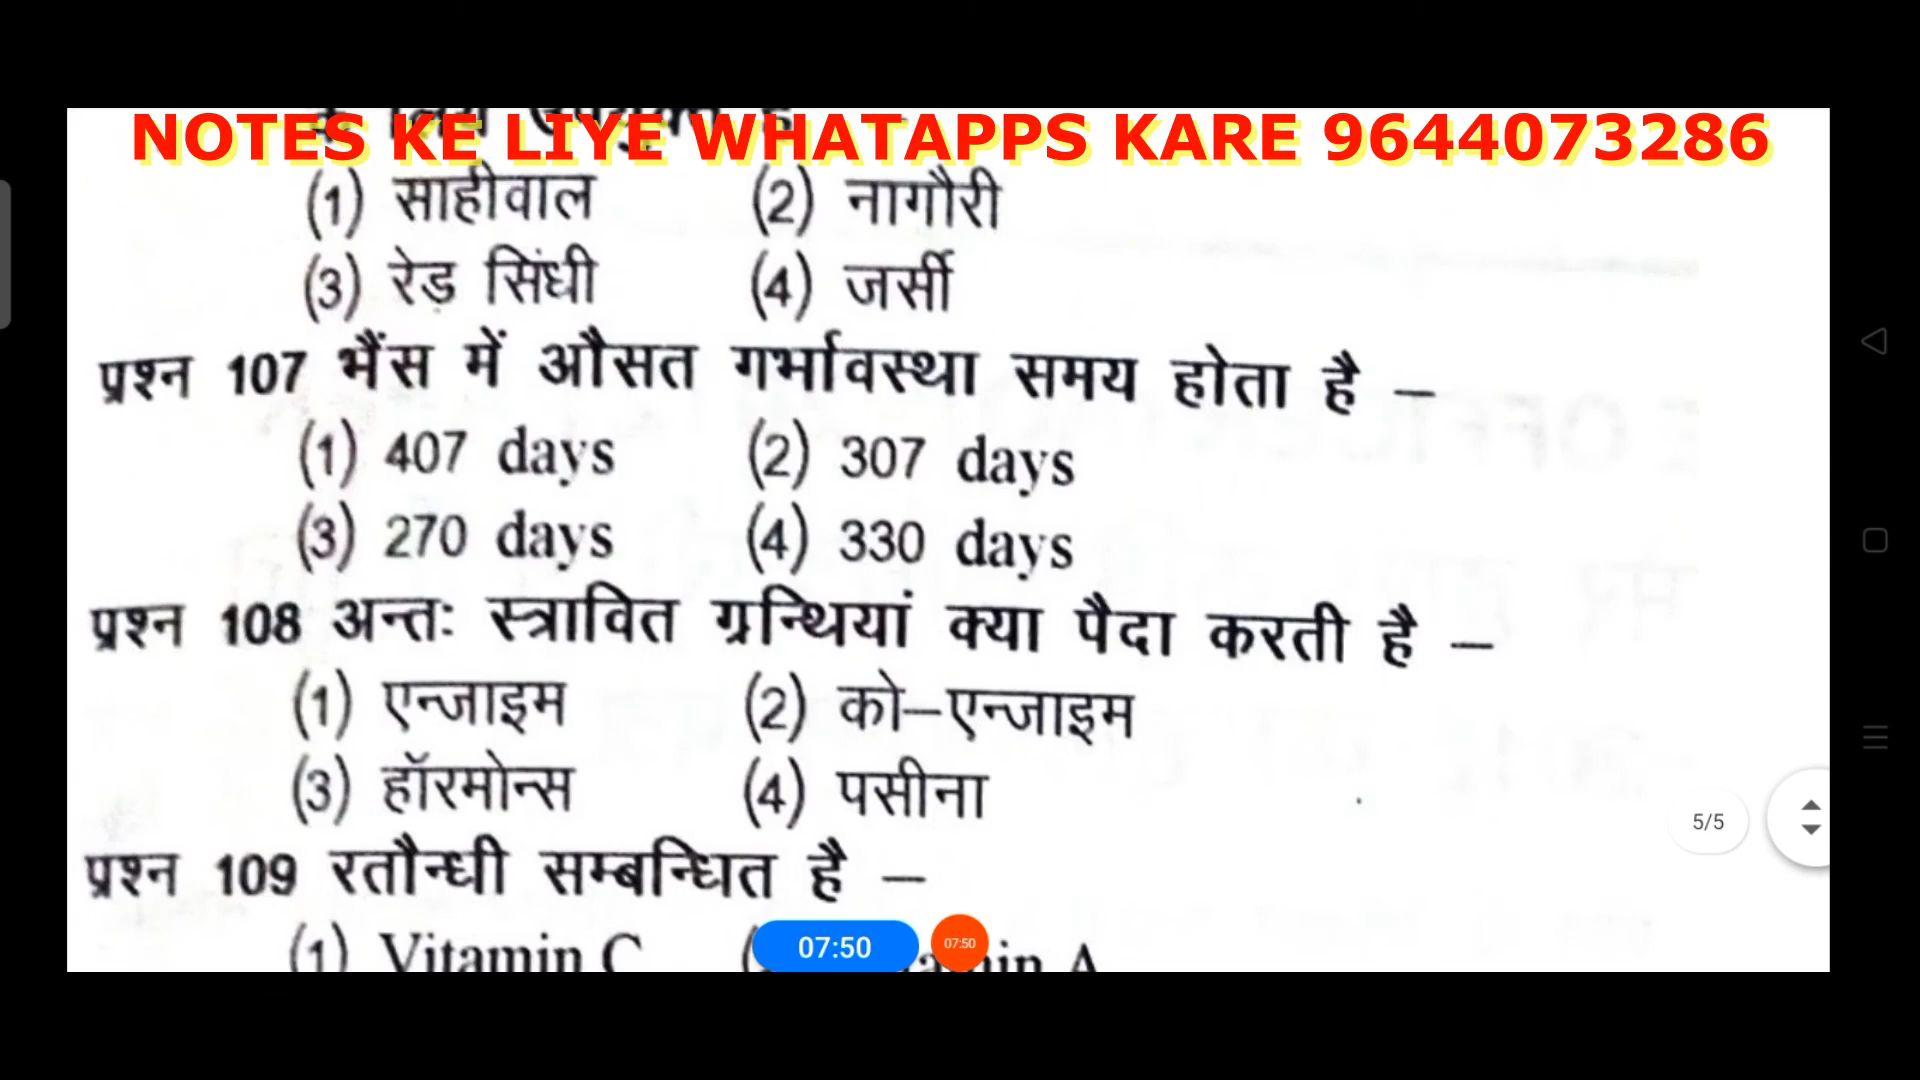 NOTES KE LIYE WHATAPPS KARE 9644073286
(1) साहीवाल (2) नागौरी
(3) रेड़ सिंधी (4) जर्सी
प्रश्न 107 भैंस में औसत गर्भावस्था समय होता है –
(1) 407 days (2) 307 days
(3) 270 days (4) 330 days
प्रश्न 108 अन्तः स्त्रावित ग्रन्थियां क्या पैदा करती है –
(1) एन्जाइम (2) को–एन्जाइम
(3) हॉरमोन्स (4) पसीना
5/5
प्रश्न 109 रतौन्धी सम्बन्धित है –
(1) Vitamin C A
07:50 07:50